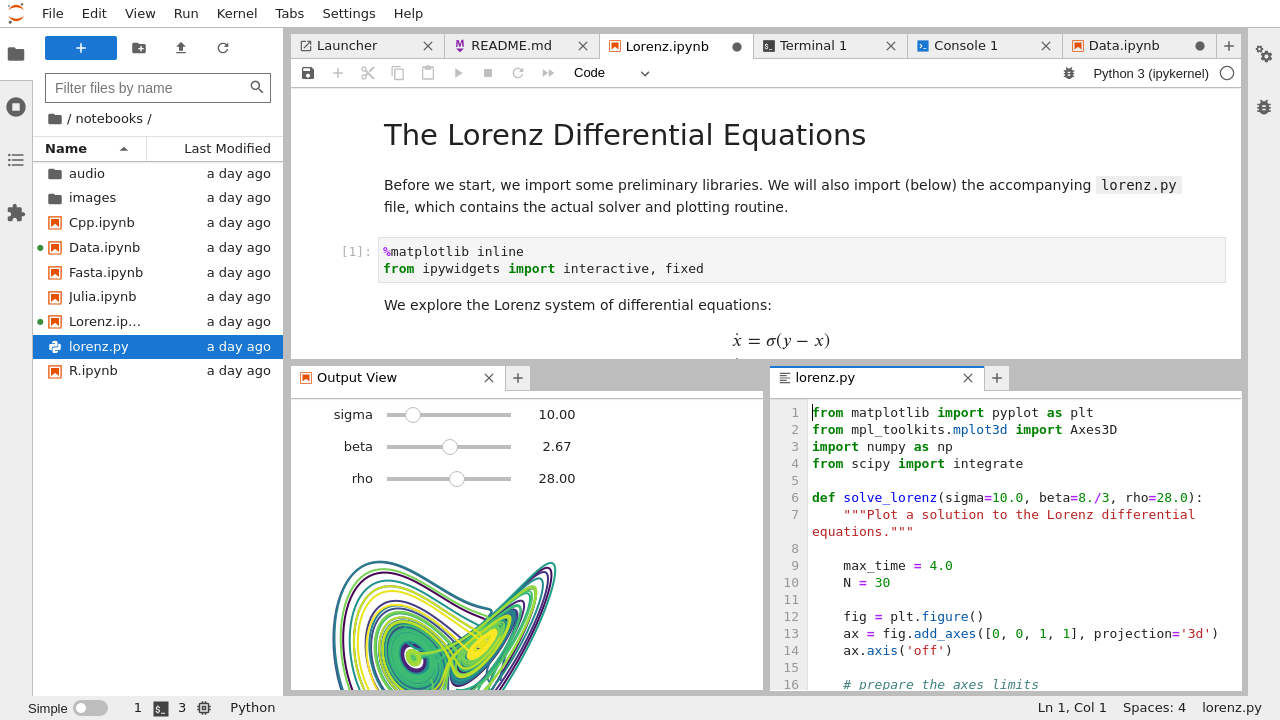 File Edit View Run Kernel Tabs Settings Help
Filter files by name
/ notebooks /
Name Last Modified
audio a day ago
images a day ago
Cpp.ipynb a day ago
Data.ipynb a day ago
Fasta.ipynb a day ago
Julia.ipynb a day ago
Lorenz.ip... a day ago
lorenz.py a day ago
R.ipynb a day ago
Launcher README.md Lorenz.ipynb Terminal 1 Console 1 Data.ipynb
Code Python 3 (ipykernel)
The Lorenz Differential Equations
Before we start, we import some preliminary libraries. We will also import (below) the accompanying lorenz.py
file, which contains the actual solver and plotting routine.
[1]: %matplotlib inline
from ipywidgets import interactive, fixed
We explore the Lorenz system of differential equations:
ẋ = σ(y − x)
Output View
sigma 10.00
beta 2.67
rho 28.00
lorenz.py
1 from matplotlib import pyplot as plt
2 from mpl_toolkits.mplot3d import Axes3D
3 import numpy as np
4 from scipy import integrate
5
6 def solve_lorenz(sigma=10.0, beta=8./3, rho=28.0):
7 """Plot a solution to the Lorenz differential
equations."""
8
9 max_time = 4.0
10 N = 30
11
12 fig = plt.figure()
13 ax = fig.add_axes([0, 0, 1, 1], projection='3d')
14 ax.axis('off')
15
16 # prepare the axes limits
Simple 1 3 Python Ln 1, Col 1 Spaces: 4 lorenz.py